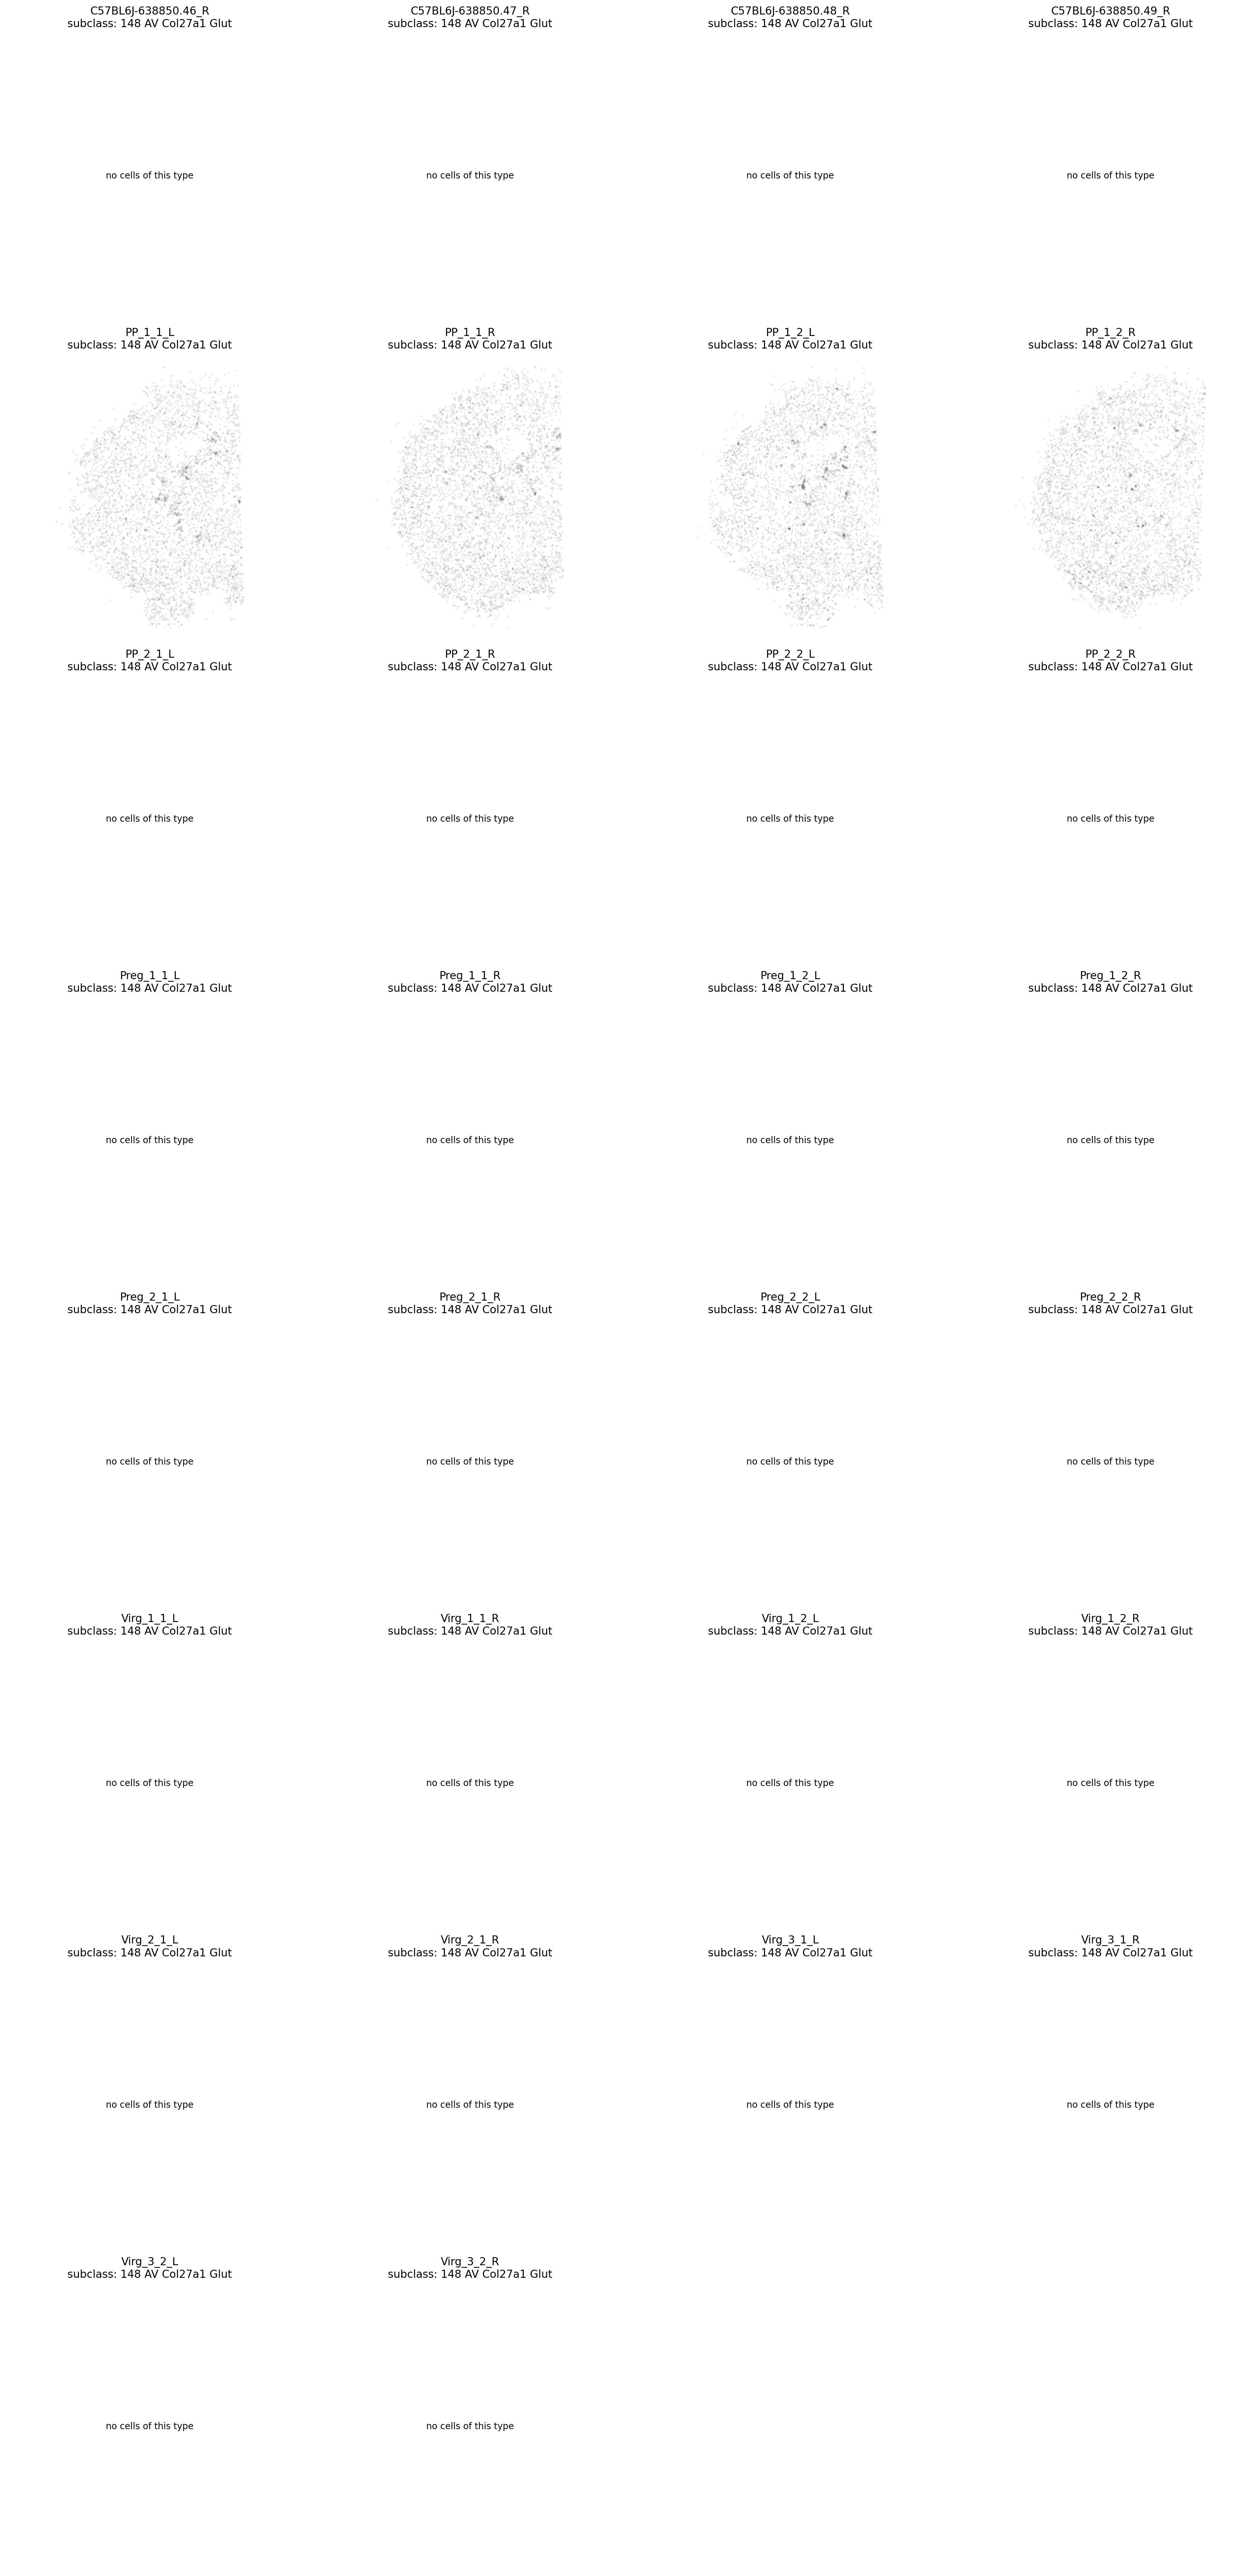 C57BL6J-638850.46_R
subclass: 148 AV Col27a1 Glut
C57BL6J-638850.47_R
subclass: 148 AV Col27a1 Glut
C57BL6J-638850.48_R
subclass: 148 AV Col27a1 Glut
C57BL6J-638850.49_R
subclass: 148 AV Col27a1 Glut
no cells of this type
no cells of this type
no cells of this type
no cells of this type
PP_1_1_L
subclass: 148 AV Col27a1 Glut
PP_1_1_R
subclass: 148 AV Col27a1 Glut
PP_1_2_L
subclass: 148 AV Col27a1 Glut
PP_1_2_R
subclass: 148 AV Col27a1 Glut
PP_2_1_L
subclass: 148 AV Col27a1 Glut
PP_2_1_R
subclass: 148 AV Col27a1 Glut
PP_2_2_L
subclass: 148 AV Col27a1 Glut
PP_2_2_R
subclass: 148 AV Col27a1 Glut
no cells of this type
no cells of this type
no cells of this type
no cells of this type
Preg_1_1_L
subclass: 148 AV Col27a1 Glut
Preg_1_1_R
subclass: 148 AV Col27a1 Glut
Preg_1_2_L
subclass: 148 AV Col27a1 Glut
Preg_1_2_R
subclass: 148 AV Col27a1 Glut
no cells of this type
no cells of this type
no cells of this type
no cells of this type
Preg_2_1_L
subclass: 148 AV Col27a1 Glut
Preg_2_1_R
subclass: 148 AV Col27a1 Glut
Preg_2_2_L
subclass: 148 AV Col27a1 Glut
Preg_2_2_R
subclass: 148 AV Col27a1 Glut
no cells of this type
no cells of this type
no cells of this type
no cells of this type
Virg_1_1_L
subclass: 148 AV Col27a1 Glut
Virg_1_1_R
subclass: 148 AV Col27a1 Glut
Virg_1_2_L
subclass: 148 AV Col27a1 Glut
Virg_1_2_R
subclass: 148 AV Col27a1 Glut
no cells of this type
no cells of this type
no cells of this type
no cells of this type
Virg_2_1_L
subclass: 148 AV Col27a1 Glut
Virg_2_1_R
subclass: 148 AV Col27a1 Glut
Virg_3_1_L
subclass: 148 AV Col27a1 Glut
Virg_3_1_R
subclass: 148 AV Col27a1 Glut
no cells of this type
no cells of this type
no cells of this type
no cells of this type
Virg_3_2_L
subclass: 148 AV Col27a1 Glut
Virg_3_2_R
subclass: 148 AV Col27a1 Glut
no cells of this type
no cells of this type